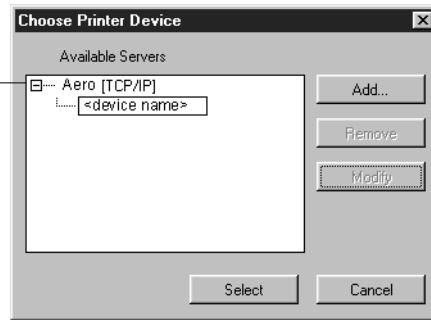 Choose Printer Device
Available Servers
Aero [TCP/IP]
<device name>
Add...
Remove
Modify
Select
Cancel